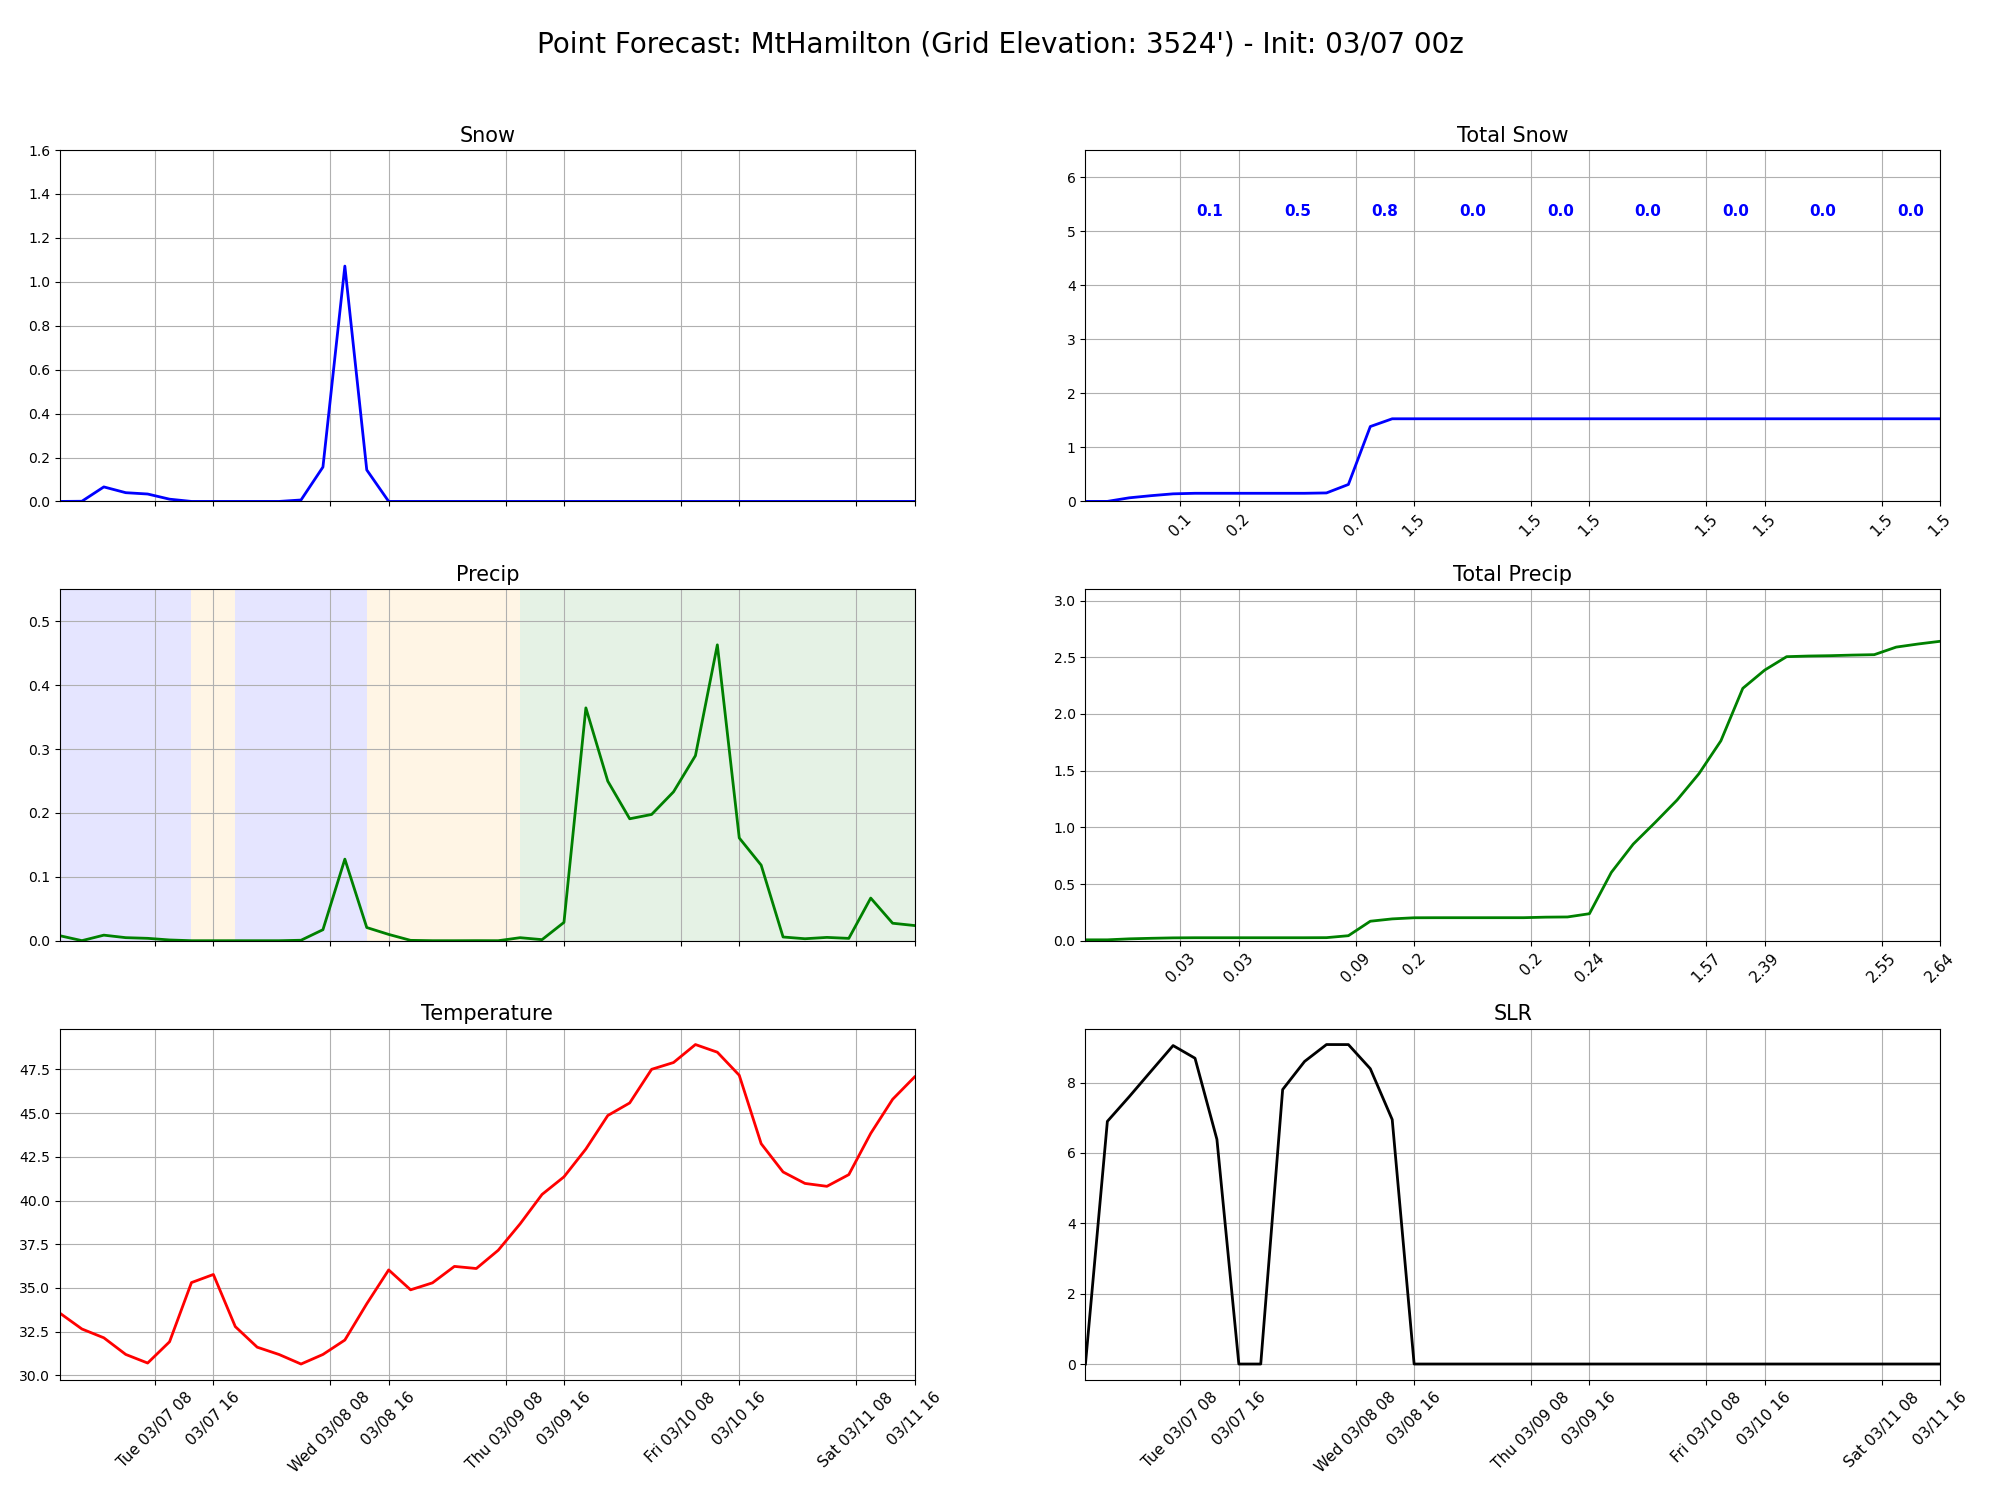 Point Forecast: MtHamilton (Grid Elevation: 3524') - Init: 03/07 00z
Snow
1.6
1.4
1.2
1.0
0.8
0.6
0.4
0.2
0.0
Total Snow
6
5
4
3
2
1
0
0.1 0.5 0.8 0.0 0.0 0.0 0.0 0.0 0.0
0.1 0.2 0.7 1.5 1.5 1.5 1.5 1.5 1.5 1.5
Precip
0.5
0.4
0.3
0.2
0.1
0.0
Total Precip
3.0
2.5
2.0
1.5
1.0
0.5
0.0
0.03 0.03 0.09 0.2 0.2 0.24 1.57 2.39 2.55 2.64
Temperature
47.5
45.0
42.5
40.0
37.5
35.0
32.5
30.0
Tue 03/07 08
03/07 16
Wed 03/08 08
03/08 16
Thu 03/09 08
03/09 16
Fri 03/10 08
03/10 16
Sat 03/11 08
03/11 16
SLR
8
6
4
2
0
Tue 03/07 08
03/07 16
Wed 03/08 08
03/08 16
Thu 03/09 08
03/09 16
Fri 03/10 08
03/10 16
Sat 03/11 08
03/11 16